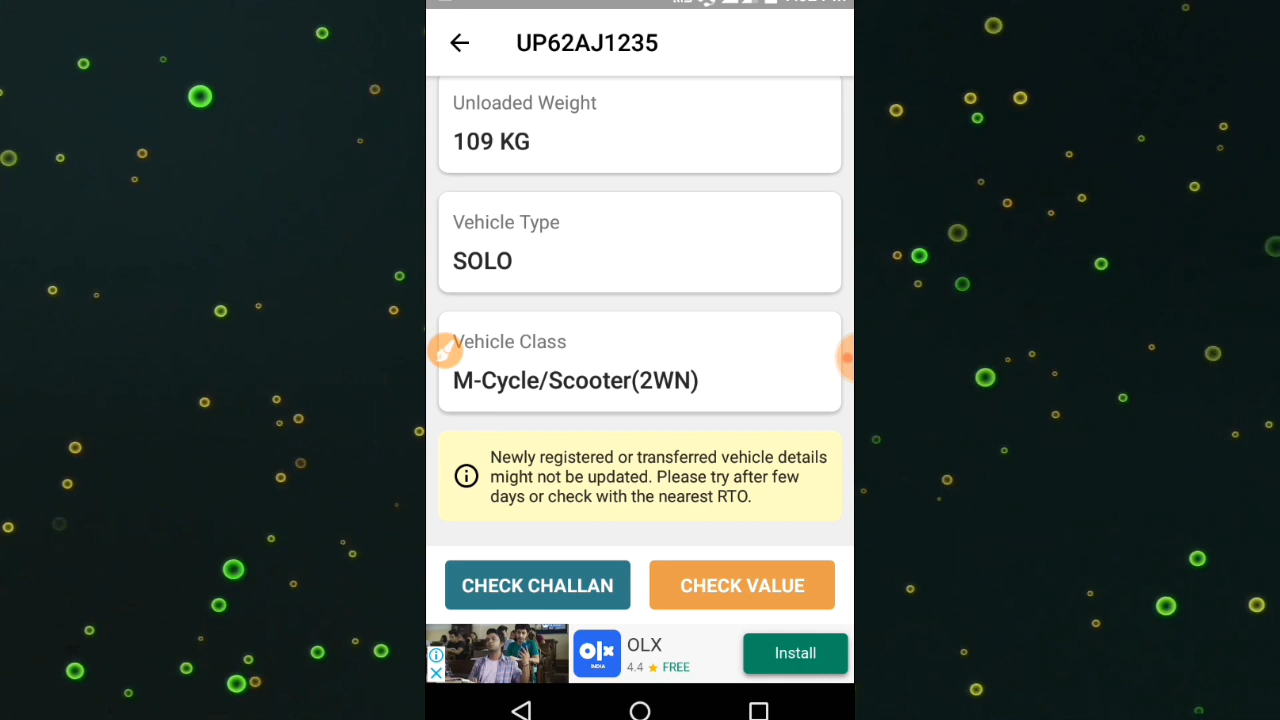 UP62AJ1235
Unloaded Weight
109 KG
Vehicle Type
SOLO
Vehicle Class
M-Cycle/Scooter(2WN)
Newly registered or transferred vehicle details
might not be updated. Please try after few
days or check with the nearest RTO.
CHECK CHALLAN
CHECK VALUE
olx
INDIA
OLX
4.4 ★ FREE
Install